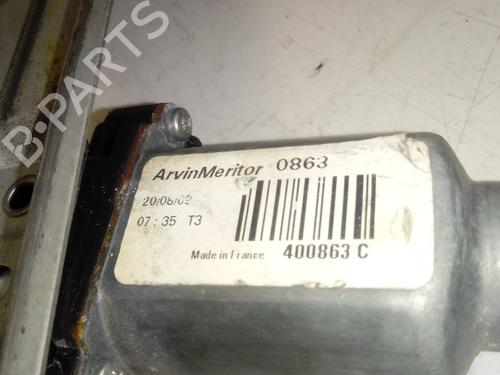 B-PARTS
ArvinMeritor 0863
20/08/09
07:35 T3
Made in France 400863 C